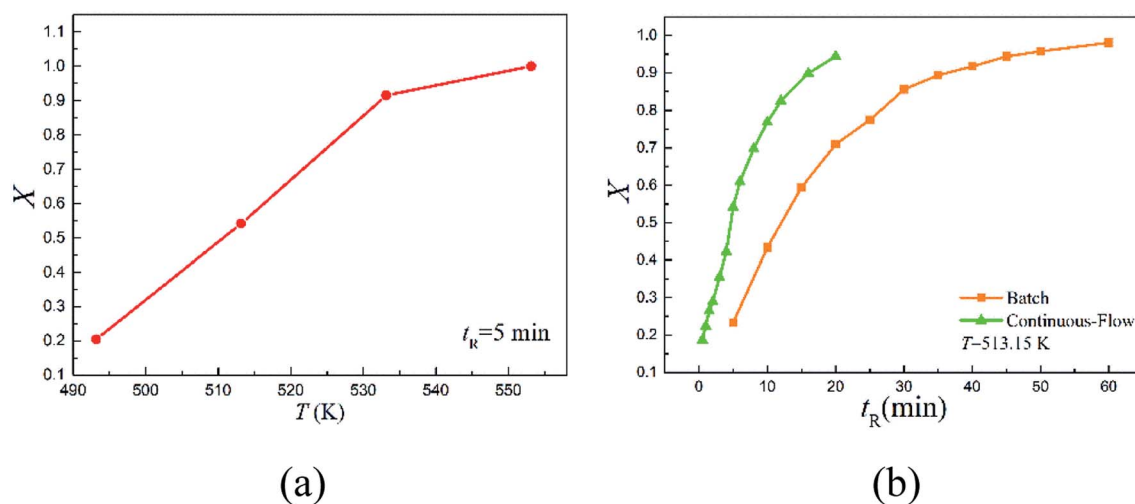 1.1
1.0
0.9
0.8
0.7
0.6
0.5
0.4
0.3
0.2
0.1
X
490 500 510 520 530 540 550
T (K)
tR=5 min
(a)
1.0
0.9
0.8
0.7
0.6
0.5
0.4
0.3
0.2
0.1
X
0 10 20 30 40 50 60
tR(min)
Batch
Continuous-Flow
T=513.15 K
(b)